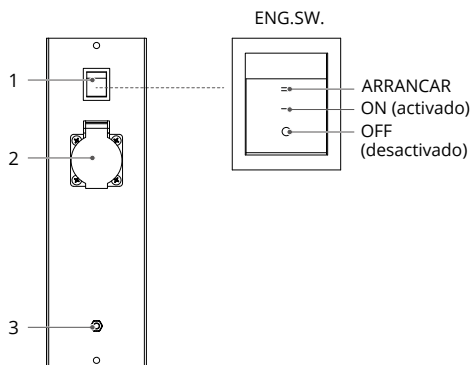 ENG.SW.
1
ARRANCAR
ON (activado)
OFF
(desactivado)
2
3